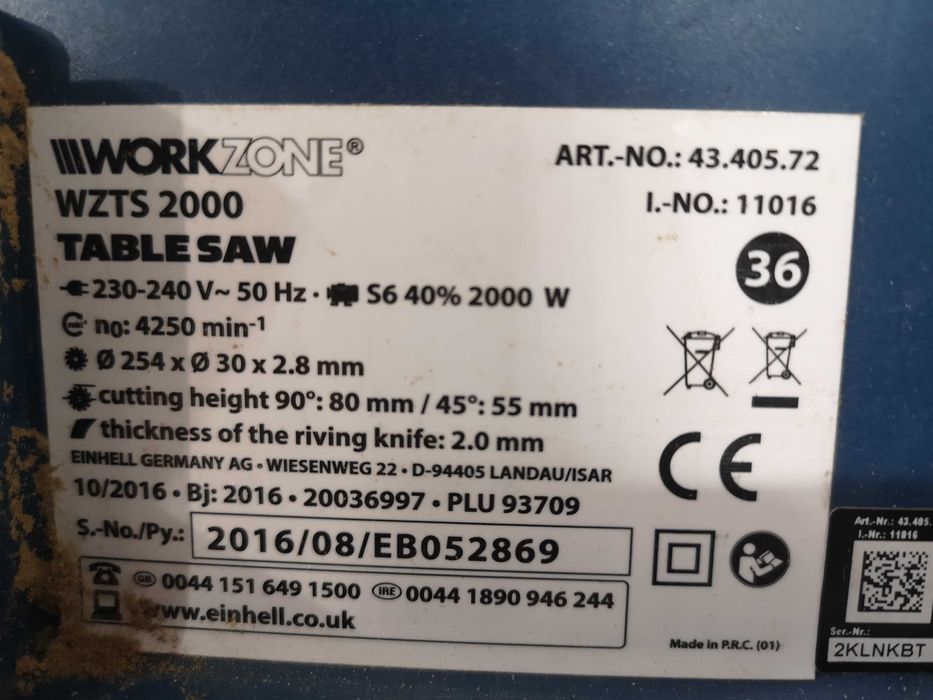 WORKZONE®
ART.-NO.: 43.405.72
WZTS 2000
I.-NO.: 11016
TABLE SAW
36
230-240 V~ 50 Hz · S6 40% 2000 W
n0: 4250 min-1
Ø 254 x Ø 30 x 2.8 mm
cutting height 90°: 80 mm / 45°: 55 mm
thickness of the riving knife: 2.0 mm
EINHELL GERMANY AG · WIESENWEG 22 · D-94405 LANDAU/ISAR
10/2016 · Bj: 2016 · 20036997 · PLU 93709
S.-No./Py.: 2016/08/EB052869
GB 0044 151 649 1500 IRE 0044 1890 946 244
www.einhell.co.uk
CE
Made in P.R.C. (01)
Art.-Nr.: 43.405.
I.-Nr.: 11016
Ser.-Nr.:
2KLNKBT